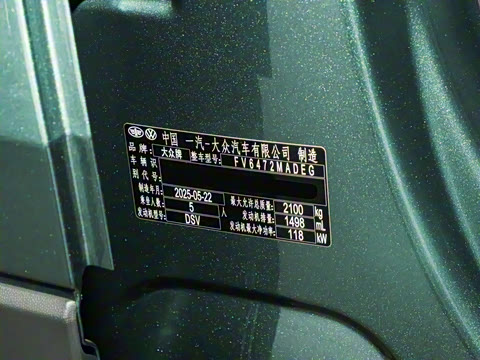 中国 一汽-大众汽车有限公司 制造
品牌: 大众牌 整车型号: FV6472MADEG
车辆识
别代号:
制造年月: 2025-05-22 最大允许总质量: 2100 kg
乘坐人数: 5 人 发动机排量: 1498 mL
发动机型号: DSV 发动机最大净功率: 118 kW